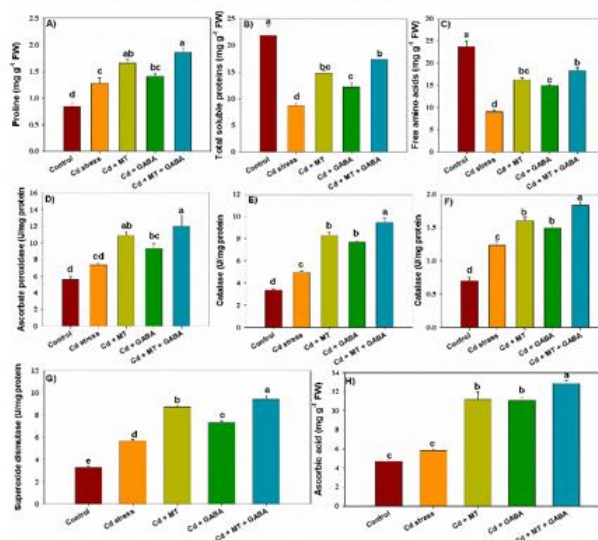 A)
Proline (mg g-1 FW)
2.0
1.5
1.0
0.5
0.0
d
c
ab
bc
a
Control
Cd stress
Cd + MT
Cd + GABA
Cd + MT + GABA
B)
Total soluble proteins (mg g-1 FW)
25
20
15
10
5
0
a
d
bc
c
b
Control
Cd stress
Cd + MT
Cd + GABA
Cd + MT + GABA
C)
Free amino acids (mg g-1 FW)
25
20
15
10
5
0
a
d
bc
c
b
Control
Cd stress
Cd + MT
Cd + GABA
Cd + MT + GABA
D)
Ascorbate peroxidase (U/mg protein)
16
14
12
10
8
6
4
2
0
d
cd
ab
bc
a
Control
Cd stress
Cd + MT
Cd + GABA
Cd + MT + GABA
E)
Catalase (U/mg protein)
12
10
8
6
4
2
0
d
c
b
b
a
Control
Cd stress
Cd + MT
Cd + GABA
Cd + MT + GABA
F)
Catalase (U/mg protein)
2.0
1.5
1.0
0.5
0.0
d
c
b
b
a
Control
Cd stress
Cd + MT
Cd + GABA
Cd + MT + GABA
G)
Superoxide dismutase (U/mg protein)
10
8
6
4
2
0
e
d
b
c
a
Control
Cd stress
Cd + MT
Cd + GABA
Cd + MT + GABA
H)
Ascorbic acid (mg g-1 FW)
14
12
10
8
6
4
2
0
c
c
b
b
a
Control
Cd stress
Cd + MT
Cd + GABA
Cd + MT + GABA